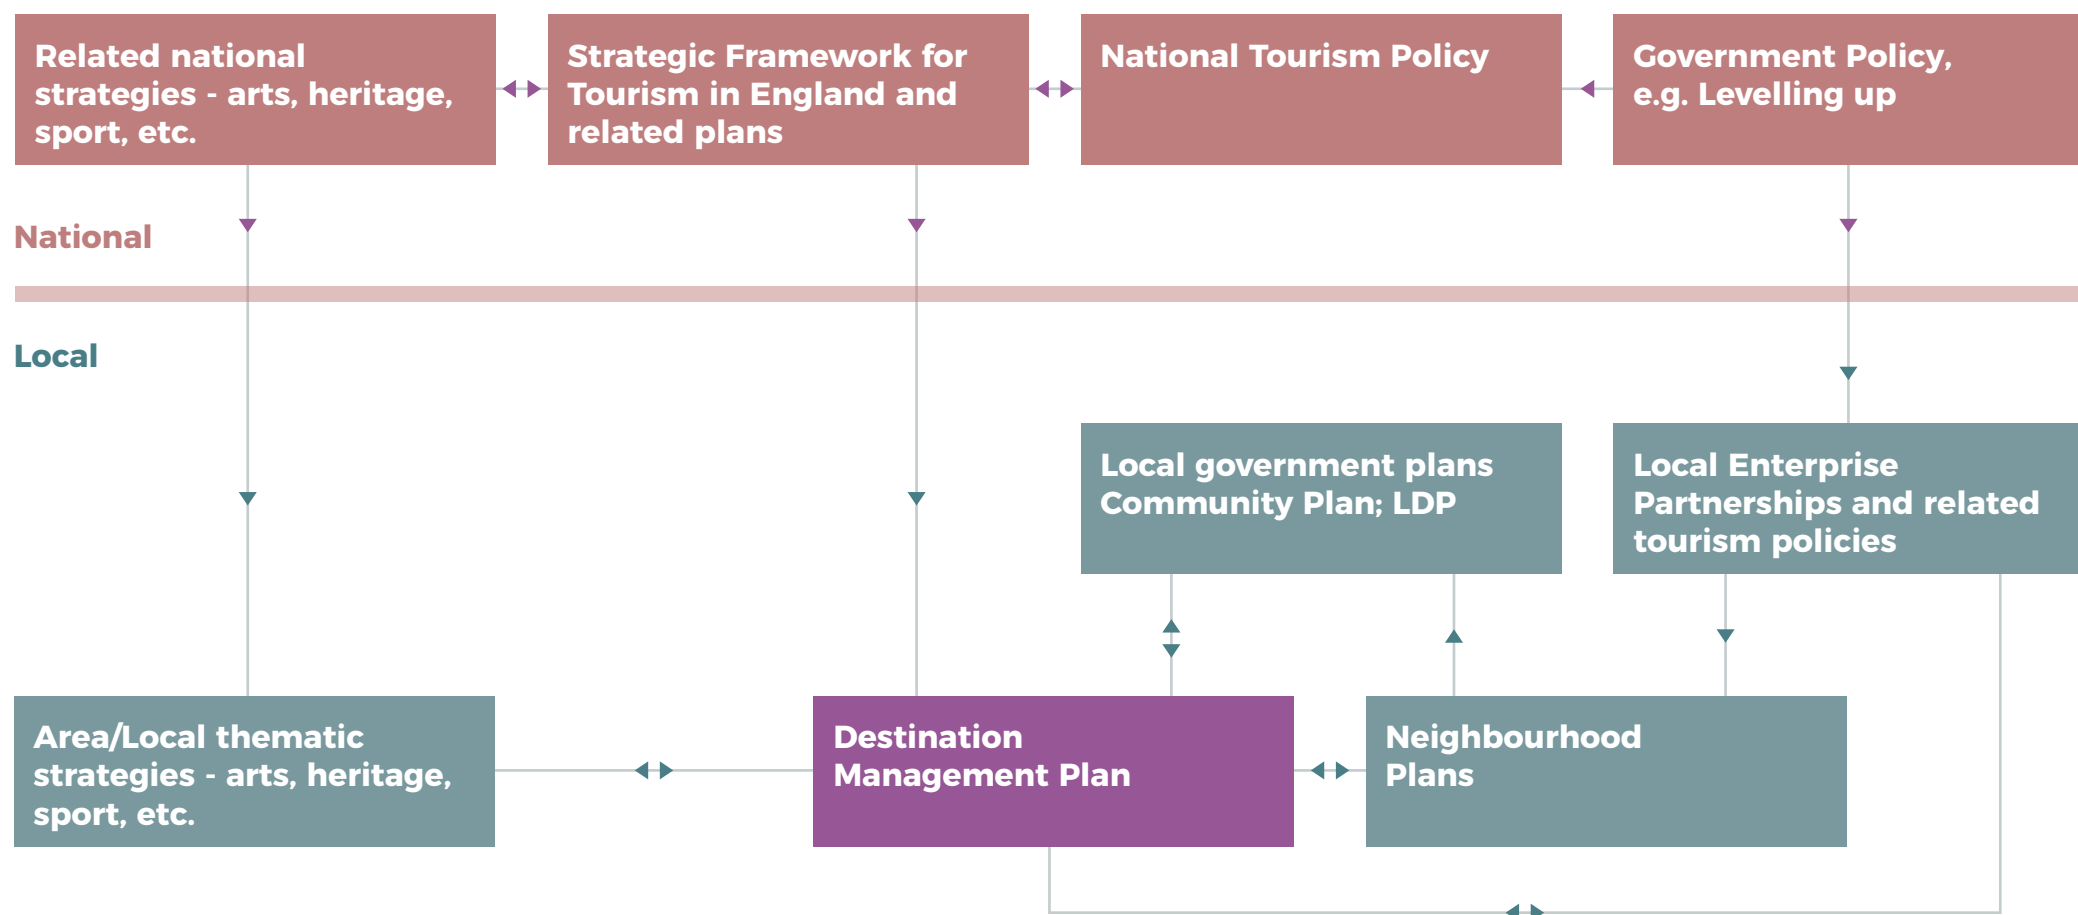 Related national
strategies - arts, heritage,
sport, etc.
Strategic Framework for
Tourism in England and
related plans
National Tourism Policy
Government Policy,
e.g. Levelling up
National
Local
Local government plans
Community Plan; LDP
Local Enterprise
Partnerships and related
tourism policies
Area/Local thematic
strategies - arts, heritage,
sport, etc.
Destination
Management Plan
Neighbourhood
Plans